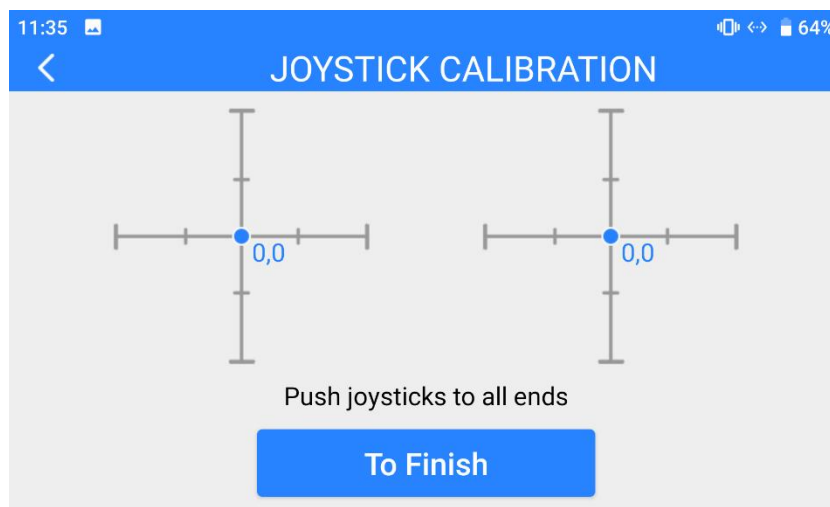 11:35 64%
JOYSTICK CALIBRATION
0,0 0,0
Push joysticks to all ends
To Finish